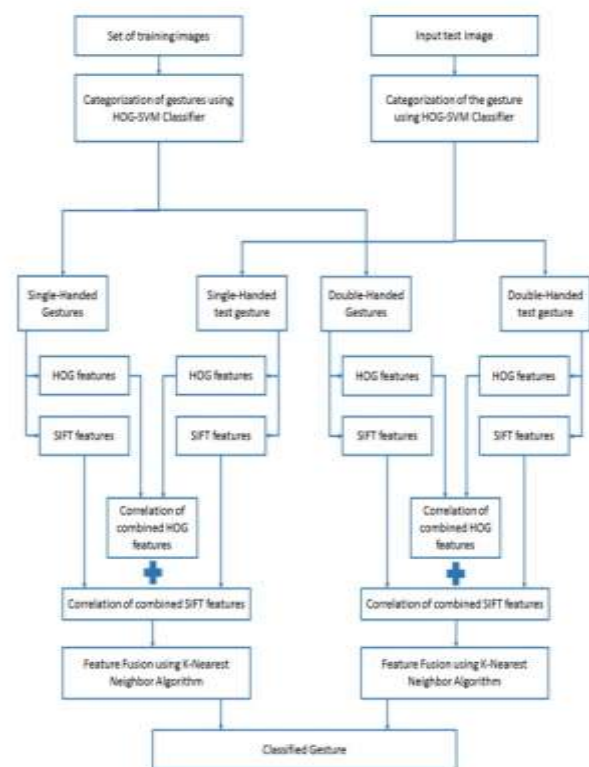 Set of training images
Input test image
Categorization of gestures using
HOG-SVM Classifier
Categorization of the gesture
using HOG-SVM Classifier
Single-Handed
Gestures
Single-Handed
test gesture
Double-Handed
Gestures
Double-Handed
test gesture
HOG features
HOG features
HOG features
HOG features
SIFT features
SIFT features
SIFT features
SIFT features
Correlation of
combined HOG
features
Correlation of
combined HOG
features
Correlation of combined SIFT features
Correlation of combined SIFT features
Feature Fusion using K-Nearest
Neighbor Algorithm
Feature Fusion using K-Nearest
Neighbor Algorithm
Classified Gesture